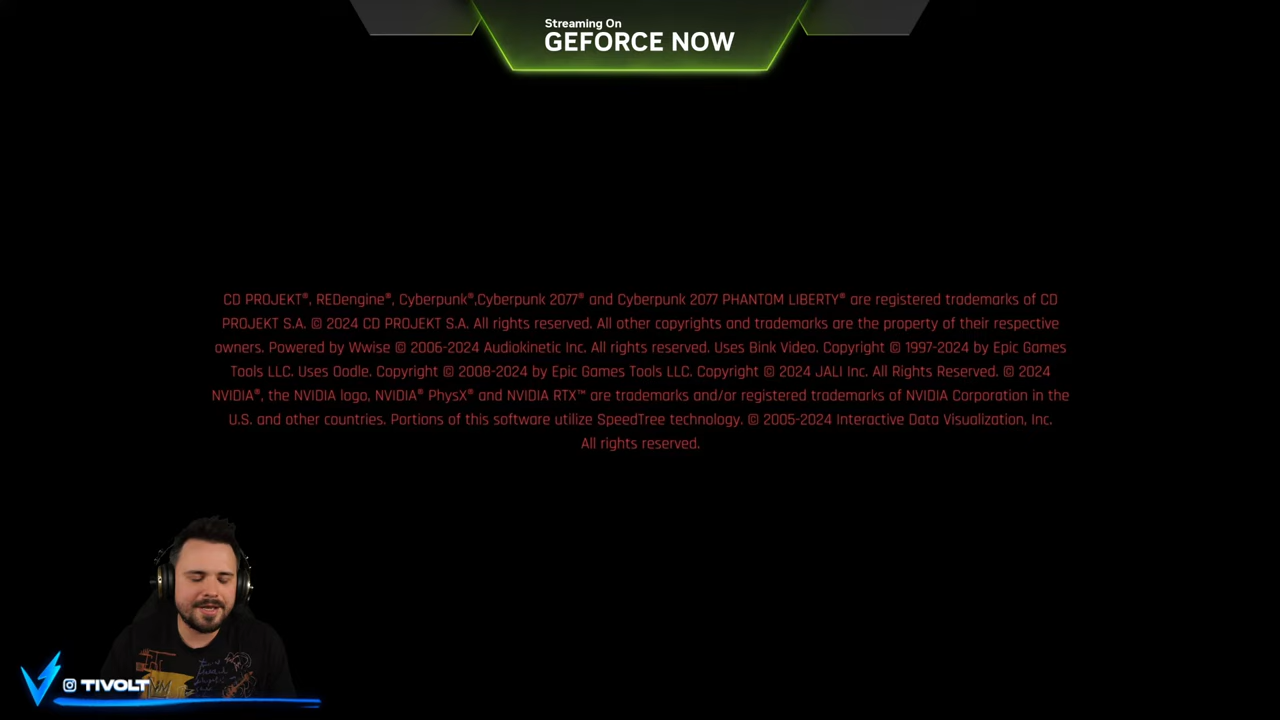 Streaming On
GEFORCE NOW
CD PROJEKT®, REDengine®, Cyberpunk®,Cyberpunk 2077® and Cyberpunk 2077 PHANTOM LIBERTY® are registered trademarks of CD
PROJEKT S.A. © 2024 CD PROJEKT S.A. All rights reserved. All other copyrights and trademarks are the property of their respective
owners. Powered by Wwise © 2006-2024 Audiokinetic Inc. All rights reserved. Uses Bink Video. Copyright © 1997-2024 by Epic Games
Tools LLC. Uses Oodle. Copyright © 2008-2024 by Epic Games Tools LLC. Copyright © 2024 JALI Inc. All Rights Reserved. © 2024
NVIDIA®, the NVIDIA logo, NVIDIA® PhysX® and NVIDIA RTX™ are trademarks and/or registered trademarks of NVIDIA Corporation in the
U.S. and other countries. Portions of this software utilize SpeedTree technology. © 2005-2024 Interactive Data Visualization, Inc.
All rights reserved.
TIVOLT